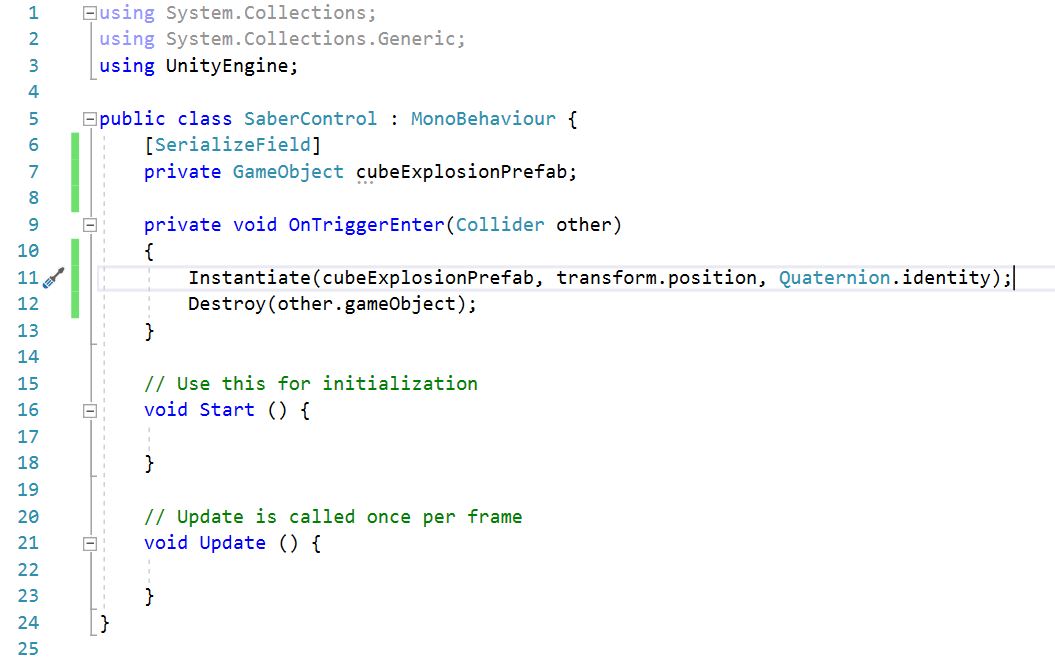 1 using System.Collections;
2 using System.Collections.Generic;
3 using UnityEngine;
4
5 public class SaberControl : MonoBehaviour {
6     [SerializeField]
7     private GameObject cubeExplosionPrefab;
8
9     private void OnTriggerEnter(Collider other)
10     {
11         Instantiate(cubeExplosionPrefab, transform.position, Quaternion.identity);
12         Destroy(other.gameObject);
13     }
14
15     // Use this for initialization
16     void Start () {
17
18     }
19
20     // Update is called once per frame
21     void Update () {
22
23     }
24 }
25